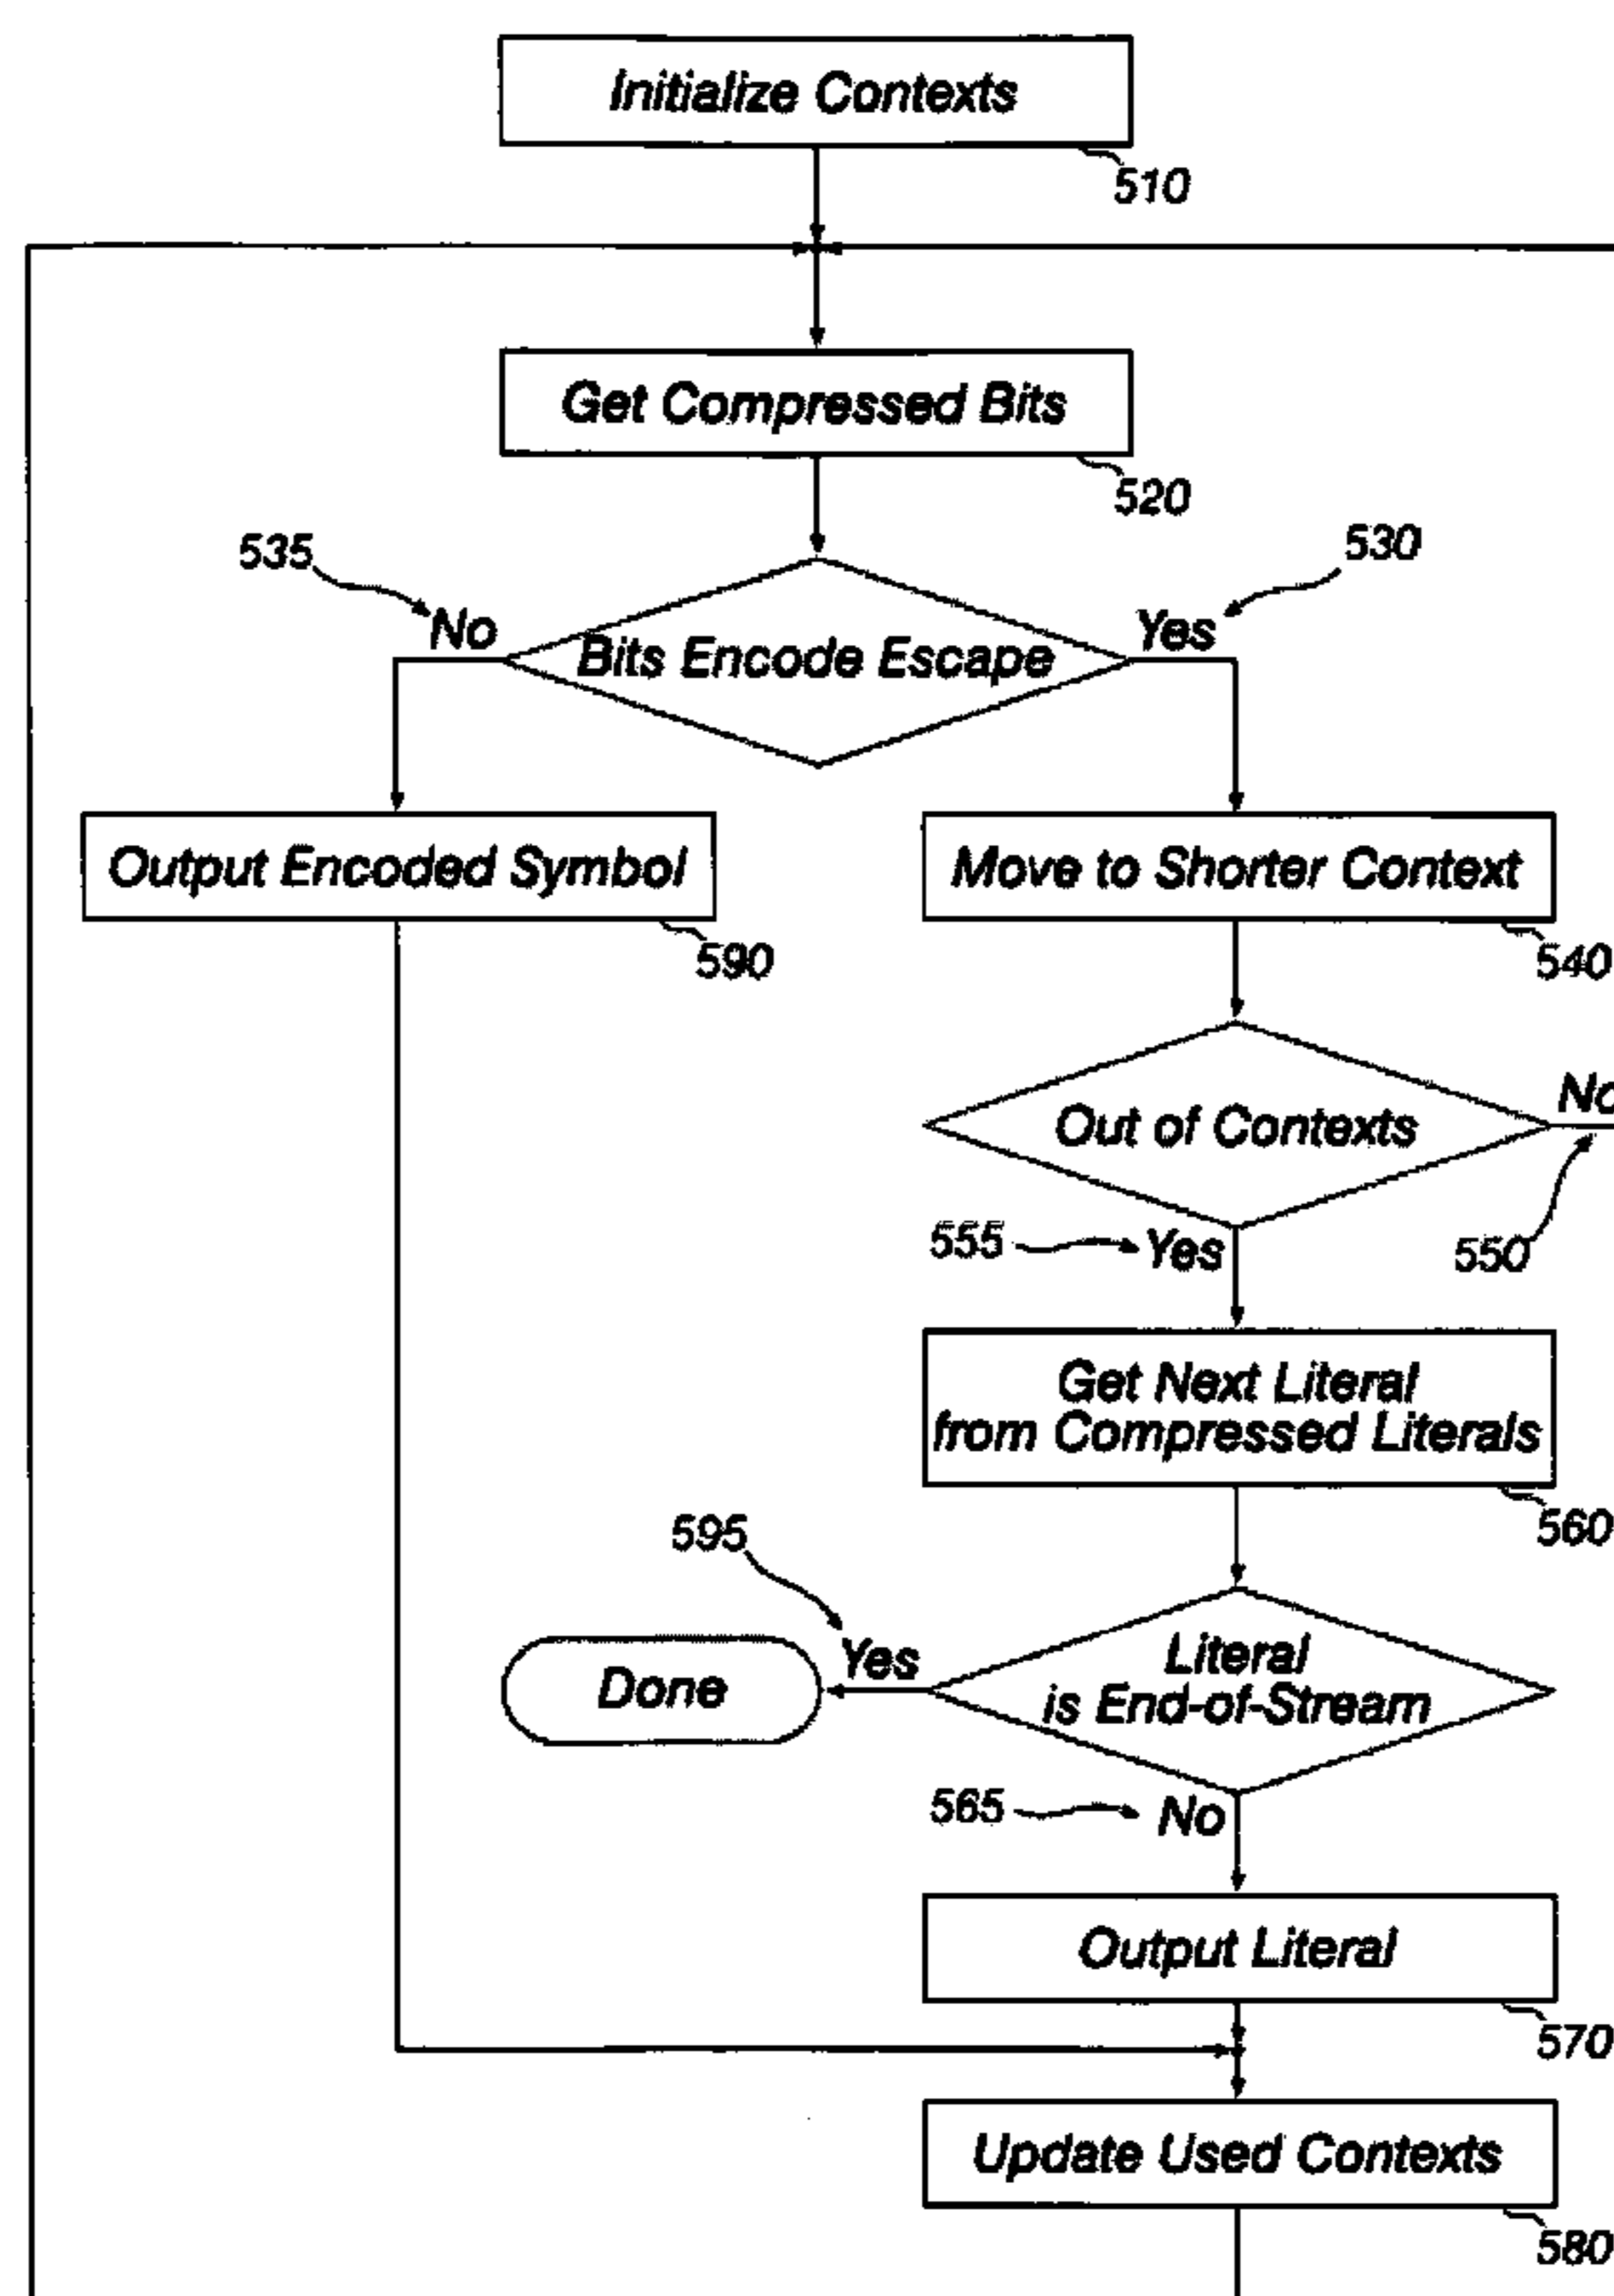 Initialize Contexts
510
Get Compressed Bits
520
535
530
No
Yes
Bits Encode Escape
Output Encoded Symbol
590
Move to Shorter Context
540
Out of Contexts
No
550
555
Yes
Get Next Literal
from Compressed Literals
560
595
Done
Yes
Literal
is End-of-Stream
565
No
Output Literal
570
Update Used Contexts
580